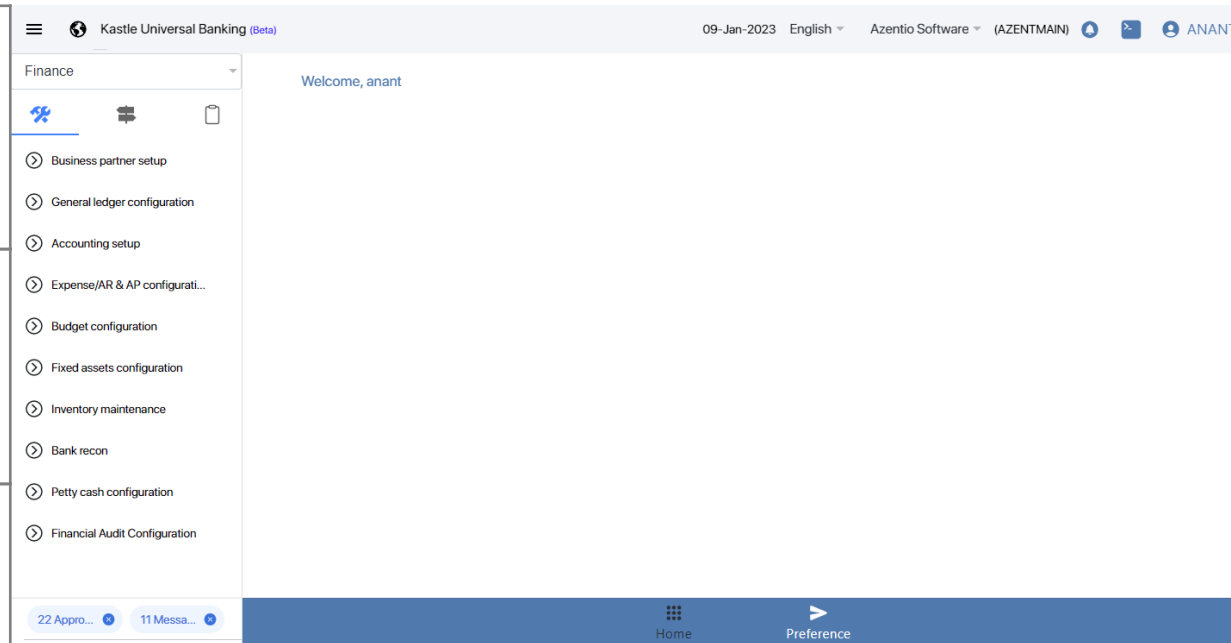 Kastle Universal Banking (Beta)
09-Jan-2023 English Azentio Software (AZENTMAIN) ANANT
Finance
Welcome, anant
Business partner setup
General ledger configuration
Accounting setup
Expense/AR & AP configurati...
Budget configuration
Fixed assets configuration
Inventory maintenance
Bank recon
Petty cash configuration
Financial Audit Configuration
22 Appro... 11 Messa...
Home Preference